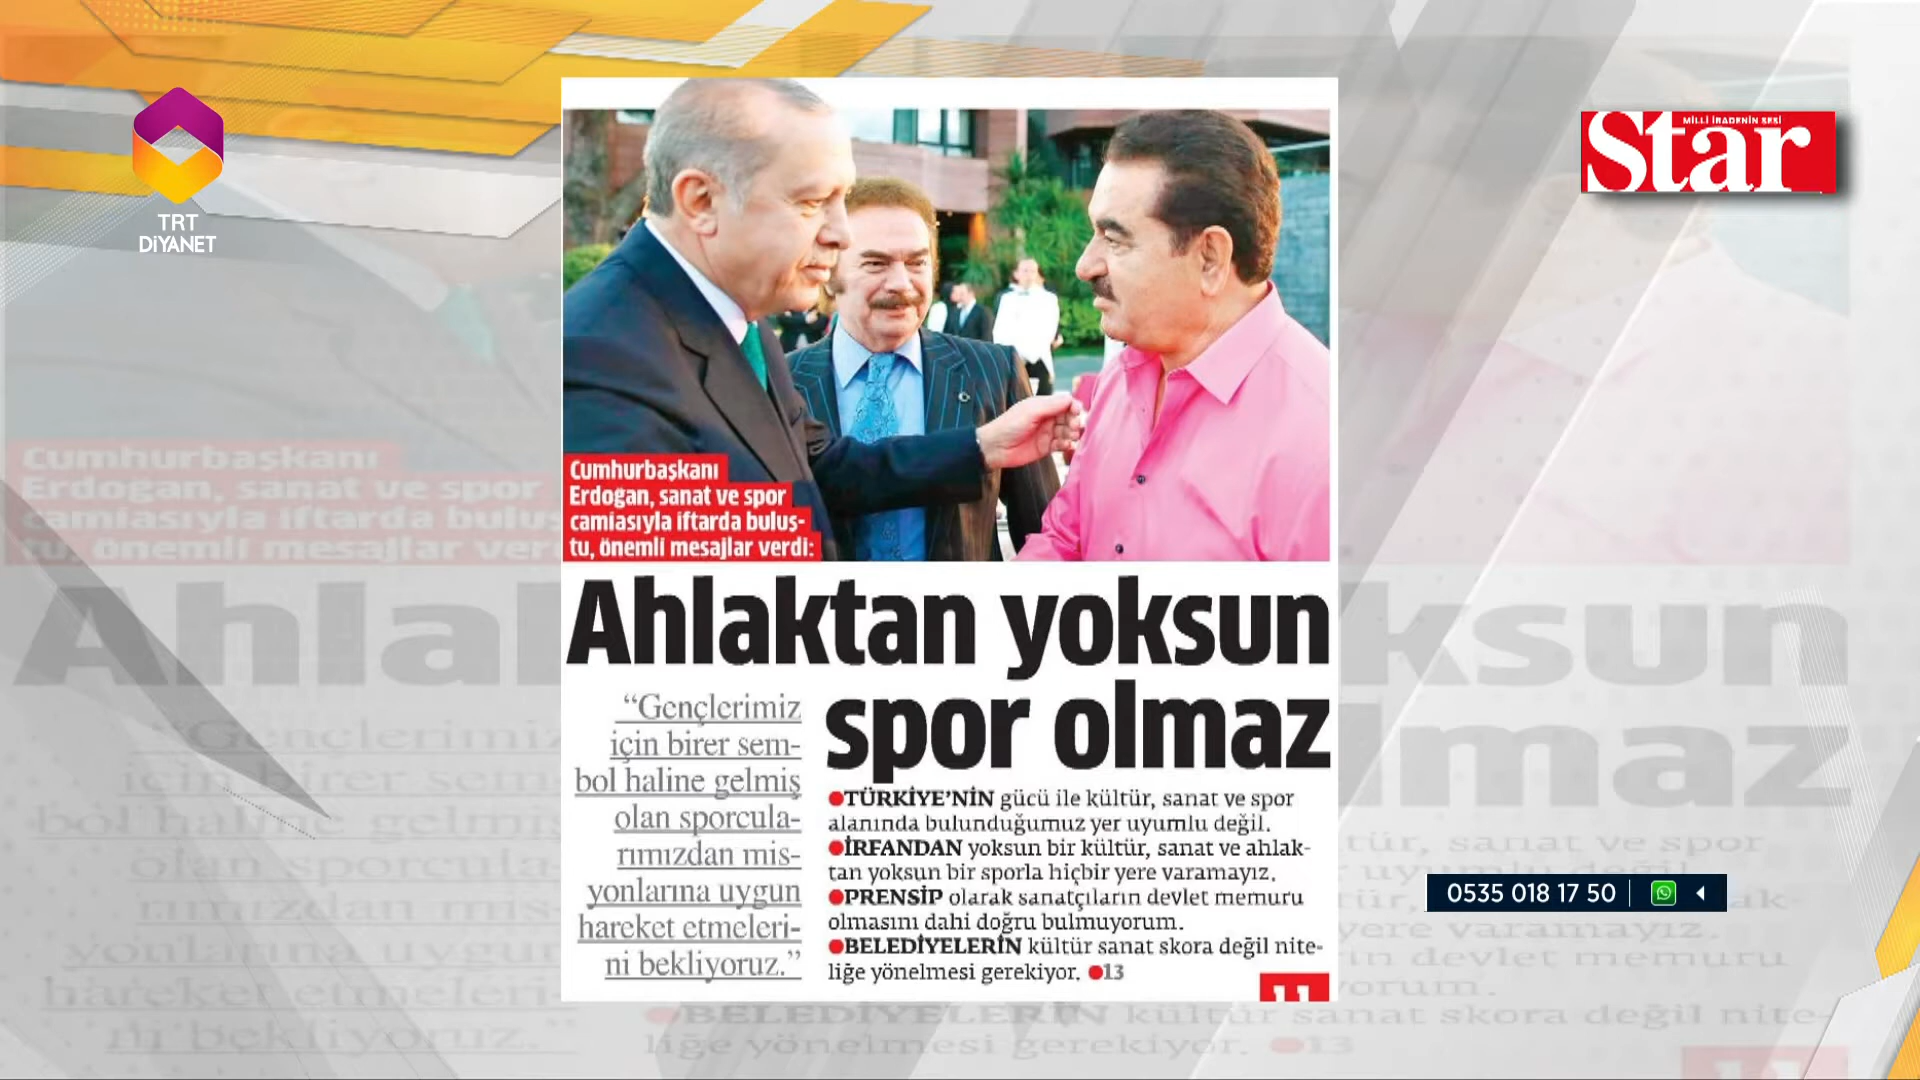 TRT
DİYANET
MİLLİ İRADENİN SESİ
Star
Cumhurbaşkanı
Erdoğan, sanat ve spor
camiasıyla iftarda buluş-
tu, önemli mesajlar verdi:
Ahlaktan yoksun
spor olmaz
“Gençlerimiz
için birer sem-
bol haline gelmiş
olan sporcula-
rımızdan mis-
yonlarına uygun
hareket etmeleri-
ni bekliyoruz.”
●TÜRKİYE’NİN gücü ile kültür, sanat ve spor
alanında bulunduğumuz yer uyumlu değil.
●İRFANDAN yoksun bir kültür, sanat ve ahlak-
tan yoksun bir sporla hiçbir yere varamayız.
●PRENSİP olarak sanatçıların devlet memuru
olmasını dahi doğru bulmuyorum.
●BELEDİYELERİN kültür sanat skora değil nite-
liğe yönelmesi gerekiyor. ●13
0535 018 17 50